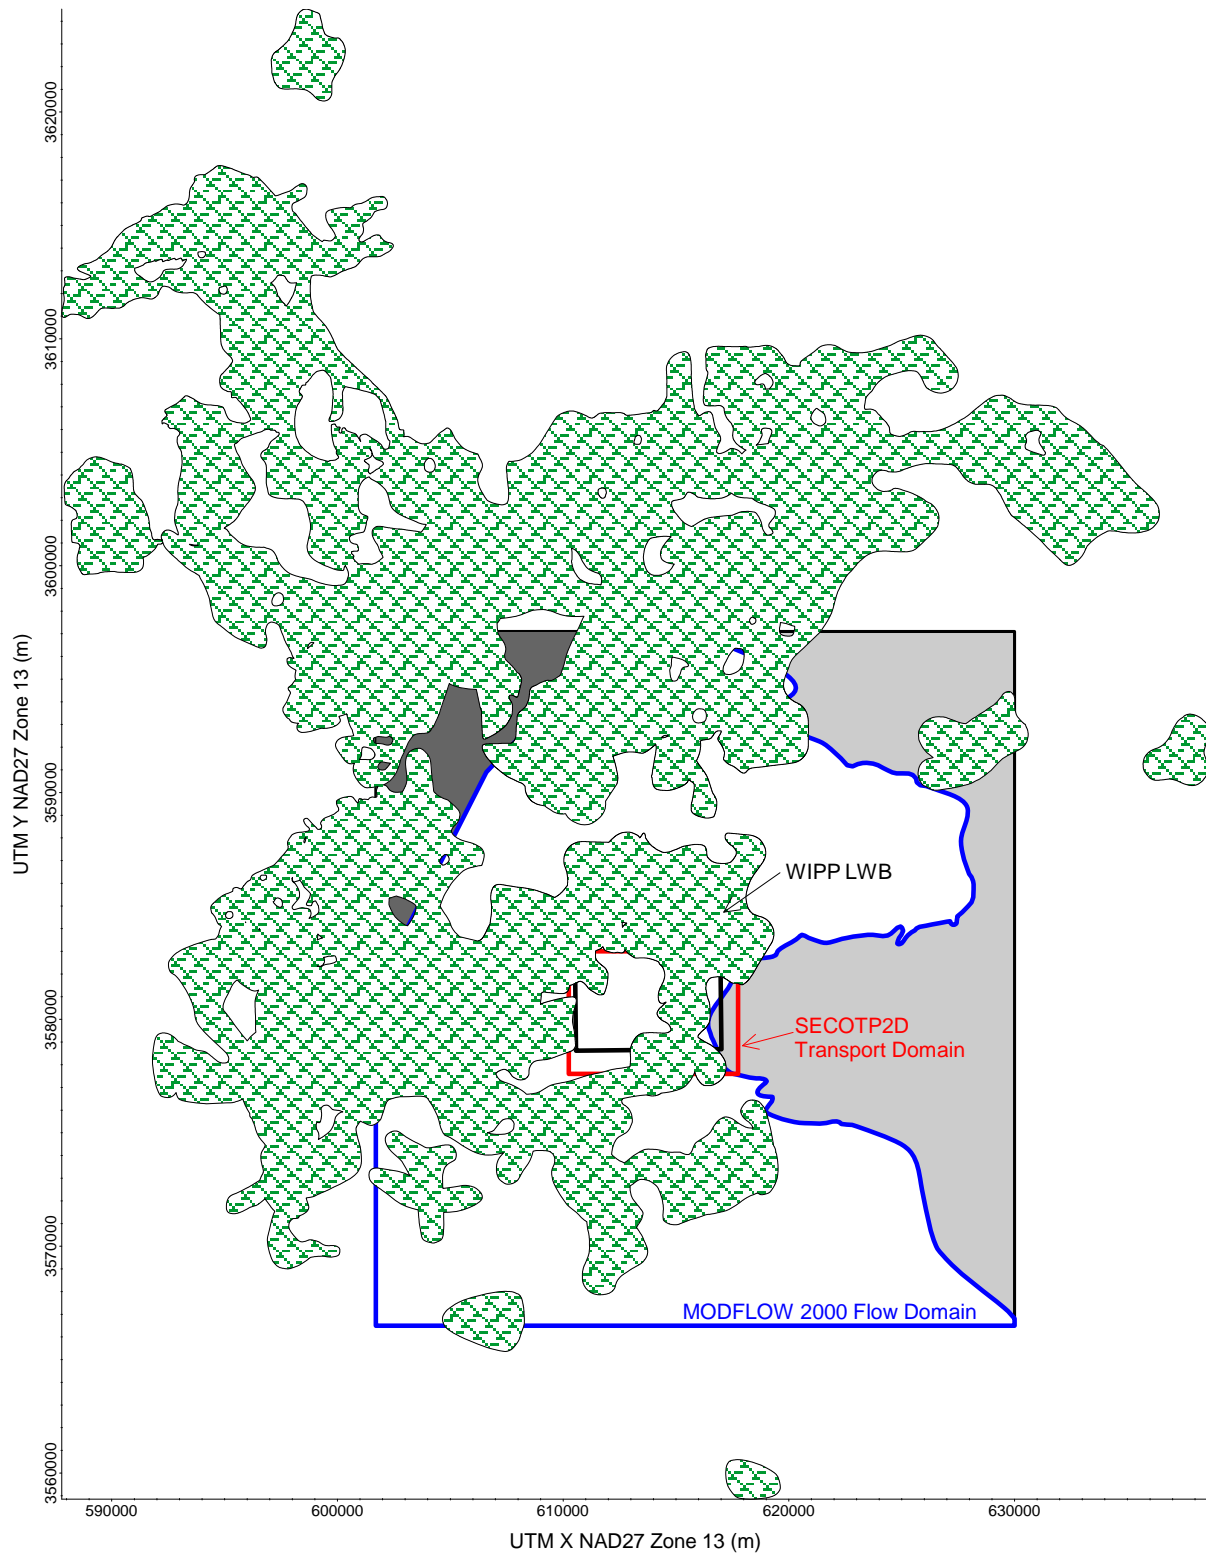 3620000
3610000
3600000
3590000
3580000
3570000
3560000
UTM Y NAD27 Zone 13 (m)
WIPP LWB
SECOTP2D
Transport Domain
MODFLOW 2000 Flow Domain
590000
600000
610000
620000
630000
UTM X NAD27 Zone 13 (m)